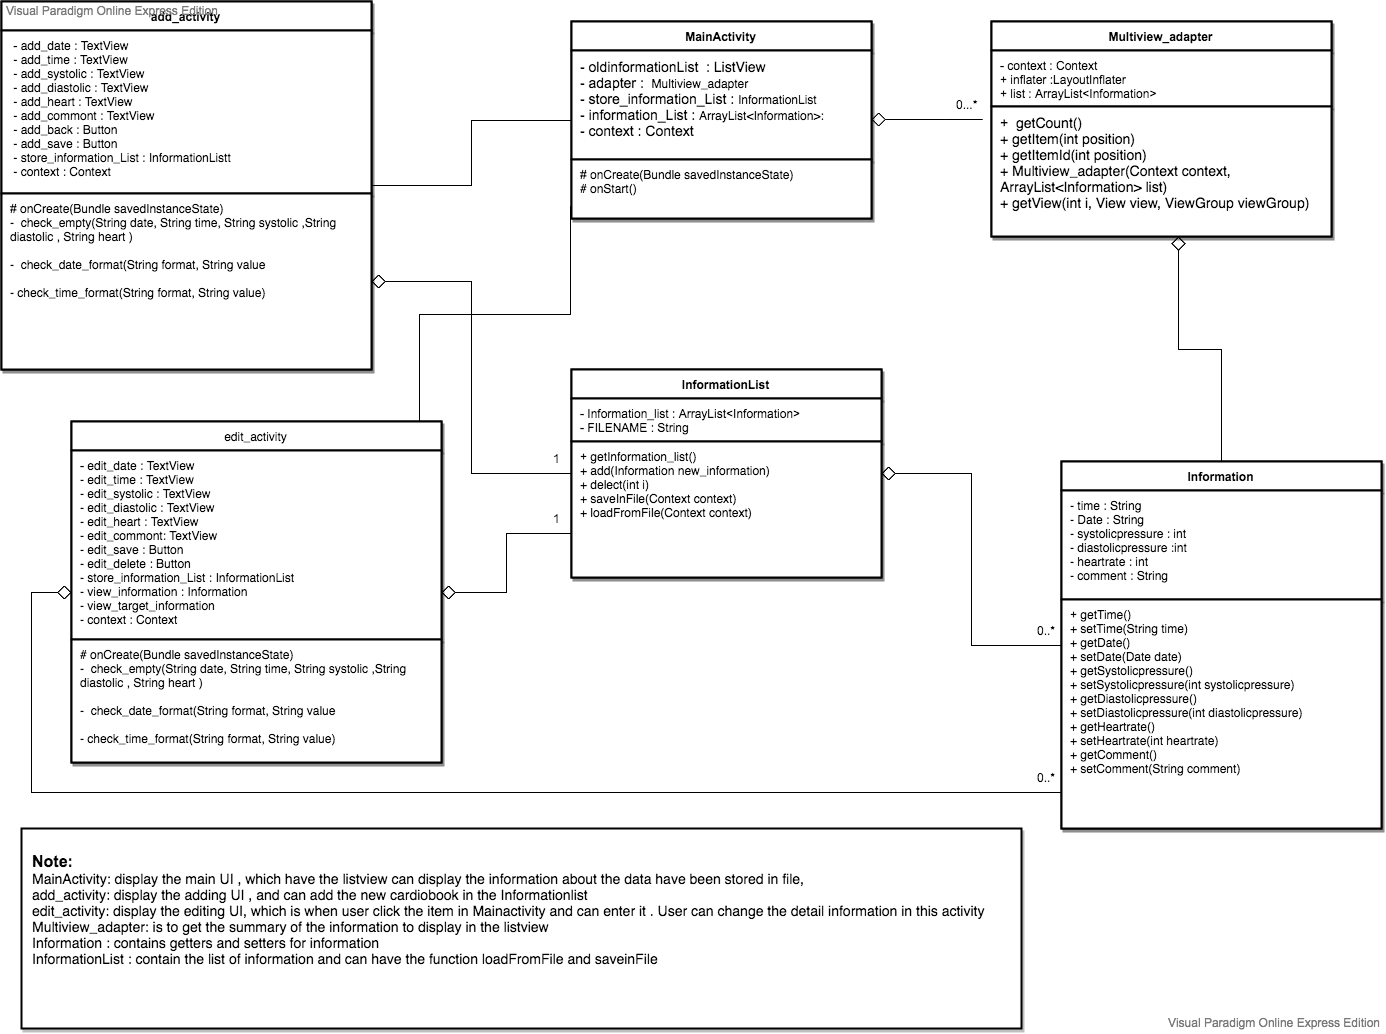 Visual Paradigm Online Express Edition
add_activity
- add_date : TextView
- add_time : TextView
- add_systolic : TextView
- add_diastolic : TextView
- add_heart : TextView
- add_commont : TextView
- add_back : Button
- add_save : Button
- store_information_List : InformationListt
- context : Context
# onCreate(Bundle savedInstanceState)
- check_empty(String date, String time, String systolic ,String
diastolic , String heart )
- check_date_format(String format, String value
- check_time_format(String format, String value)
MainActivity
- oldinformationList : ListView
- adapter : Multiview_adapter
- store_information_List : InformationList
- information_List : ArrayList<Information>:
- context : Context
# onCreate(Bundle savedInstanceState)
# onStart()
0...*
Multiview_adapter
- context : Context
+ inflater :LayoutInflater
+ list : ArrayList<Information>
+ getCount()
+ getItem(int position)
+ getItemId(int position)
+ Multiview_adapter(Context context,
ArrayList<Information> list)
+ getView(int i, View view, ViewGroup viewGroup)
edit_activity
- edit_date : TextView
- edit_time : TextView
- edit_systolic : TextView
- edit_diastolic : TextView
- edit_heart : TextView
- edit_commont: TextView
- edit_save : Button
- edit_delete : Button
- store_information_List : InformationList
- view_information : Information
- view_target_information
- context : Context
# onCreate(Bundle savedInstanceState)
- check_empty(String date, String time, String systolic ,String
diastolic , String heart )
- check_date_format(String format, String value
- check_time_format(String format, String value)
1
1
InformationList
- Information_list : ArrayList<Information>
- FILENAME : String
+ getInformation_list()
+ add(Information new_information)
+ delect(int i)
+ saveInFile(Context context)
+ loadFromFile(Context context)
0..*
0..*
Information
- time : String
- Date : String
- systolicpressure : int
- diastolicpressure :int
- heartrate : int
- comment : String
+ getTime()
+ setTime(String time)
+ getDate()
+ setDate(Date date)
+ getSystolicpressure()
+ setSystolicpressure(int systolicpressure)
+ getDiastolicpressure()
+ setDiastolicpressure(int diastolicpressure)
+ getHeartrate()
+ setHeartrate(int heartrate)
+ getComment()
+ setComment(String comment)
Note:
MainActivity: display the main UI , which have the listview can display the information about the data have been stored in file,
add_activity: display the adding UI , and can add the new cardiobook in the Informationlist
edit_activity: display the editing UI, which is when user click the item in Mainactivity and can enter it . User can change the detail information in this activity
Multiview_adapter: is to get the summary of the information to display in the listview
Information : contains getters and setters for information
InformationList : contain the list of information and can have the function loadFromFile and saveinFile
Visual Paradigm Online Express Edition